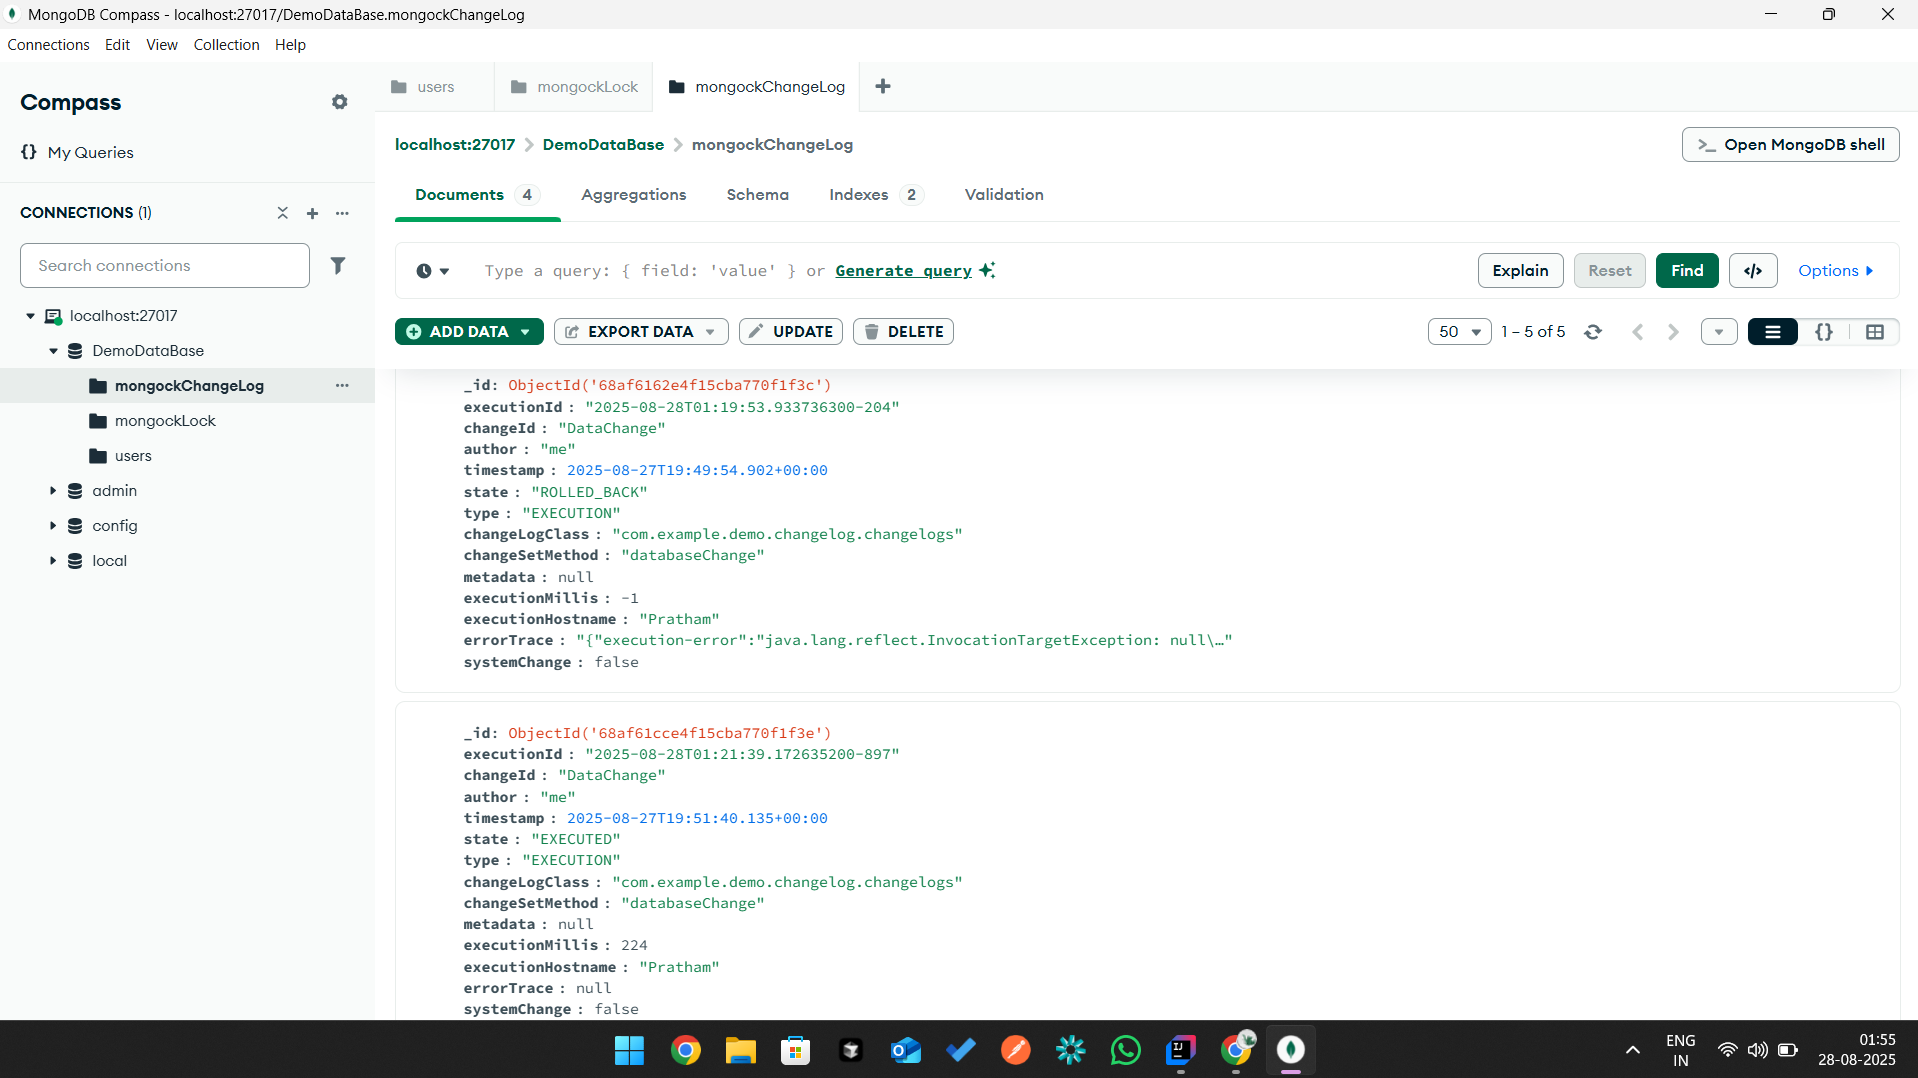 MongoDB Compass - localhost:27017/DemoDataBase.mongockChangeLog
Connections Edit View Collection Help
Compass
{} My Queries
CONNECTIONS (1)
Search connections
localhost:27017
DemoDataBase
mongockChangeLog
mongockLock
users
admin
config
local
users mongockLock mongockChangeLog
localhost:27017 DemoDataBase mongockChangeLog
>_ Open MongoDB shell
Documents 4 Aggregations Schema Indexes 2 Validation
Type a query: { field: 'value' } or Generate query
Explain Reset Find </> Options
ADD DATA EXPORT DATA UPDATE DELETE
50 1 – 5 of 5 {}
_id: ObjectId('68af6162e4f15cba770f1f3c')
executionId : "2025-08-28T01:19:53.933736300-204"
changeId : "DataChange"
author : "me"
timestamp : 2025-08-27T19:49:54.902+00:00
state : "ROLLED_BACK"
type : "EXECUTION"
changeLogClass : "com.example.demo.changelog.changelogs"
changeSetMethod : "databaseChange"
metadata : null
executionMillis : -1
executionHostname : "Pratham"
errorTrace : "{"execution-error":"java.lang.reflect.InvocationTargetException: null\…"
systemChange : false
_id: ObjectId('68af61cce4f15cba770f1f3e')
executionId : "2025-08-28T01:21:39.172635200-897"
changeId : "DataChange"
author : "me"
timestamp : 2025-08-27T19:51:40.135+00:00
state : "EXECUTED"
type : "EXECUTION"
changeLogClass : "com.example.demo.changelog.changelogs"
changeSetMethod : "databaseChange"
metadata : null
executionMillis : 224
executionHostname : "Pratham"
errorTrace : null
systemChange : false
IJ
ENG
IN
01:55
28-08-2025